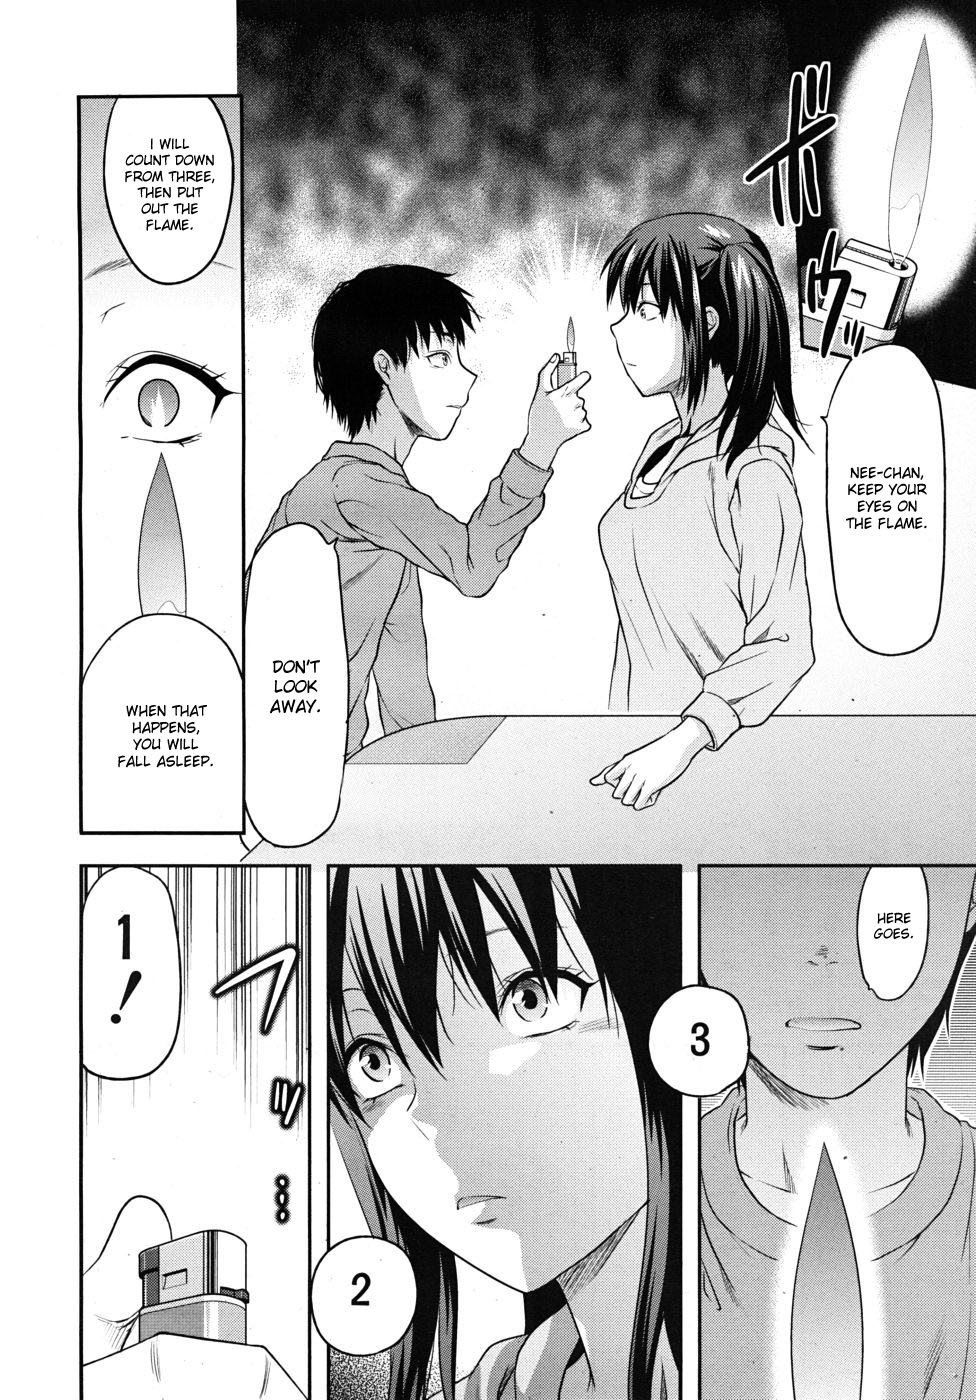 ボ
ウ
NEE-CHAN,
KEEP YOUR
EYES ON
THE FLAME.
DON'T
LOOK
AWAY.
I WILL
COUNT DOWN
FROM THREE,
THEN PUT
OUT THE
FLAME.
WHEN THAT
HAPPENS,
YOU WILL
FALL ASLEEP.
HERE
GOES.
3
2
1!
フ
ッ